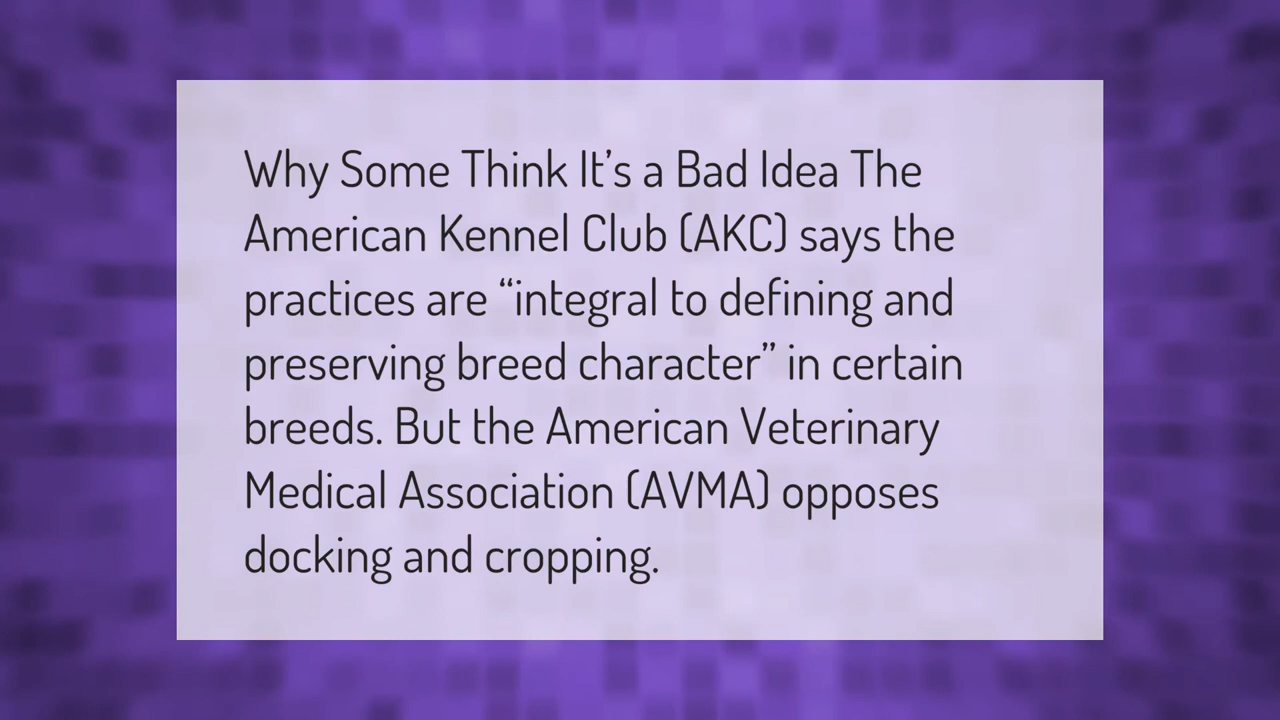 Why Some Think It’s a Bad Idea The
American Kennel Club (AKC) says the
practices are “integral to defining and
preserving breed character” in certain
breeds. But the American Veterinary
Medical Association (AVMA) opposes
docking and cropping.